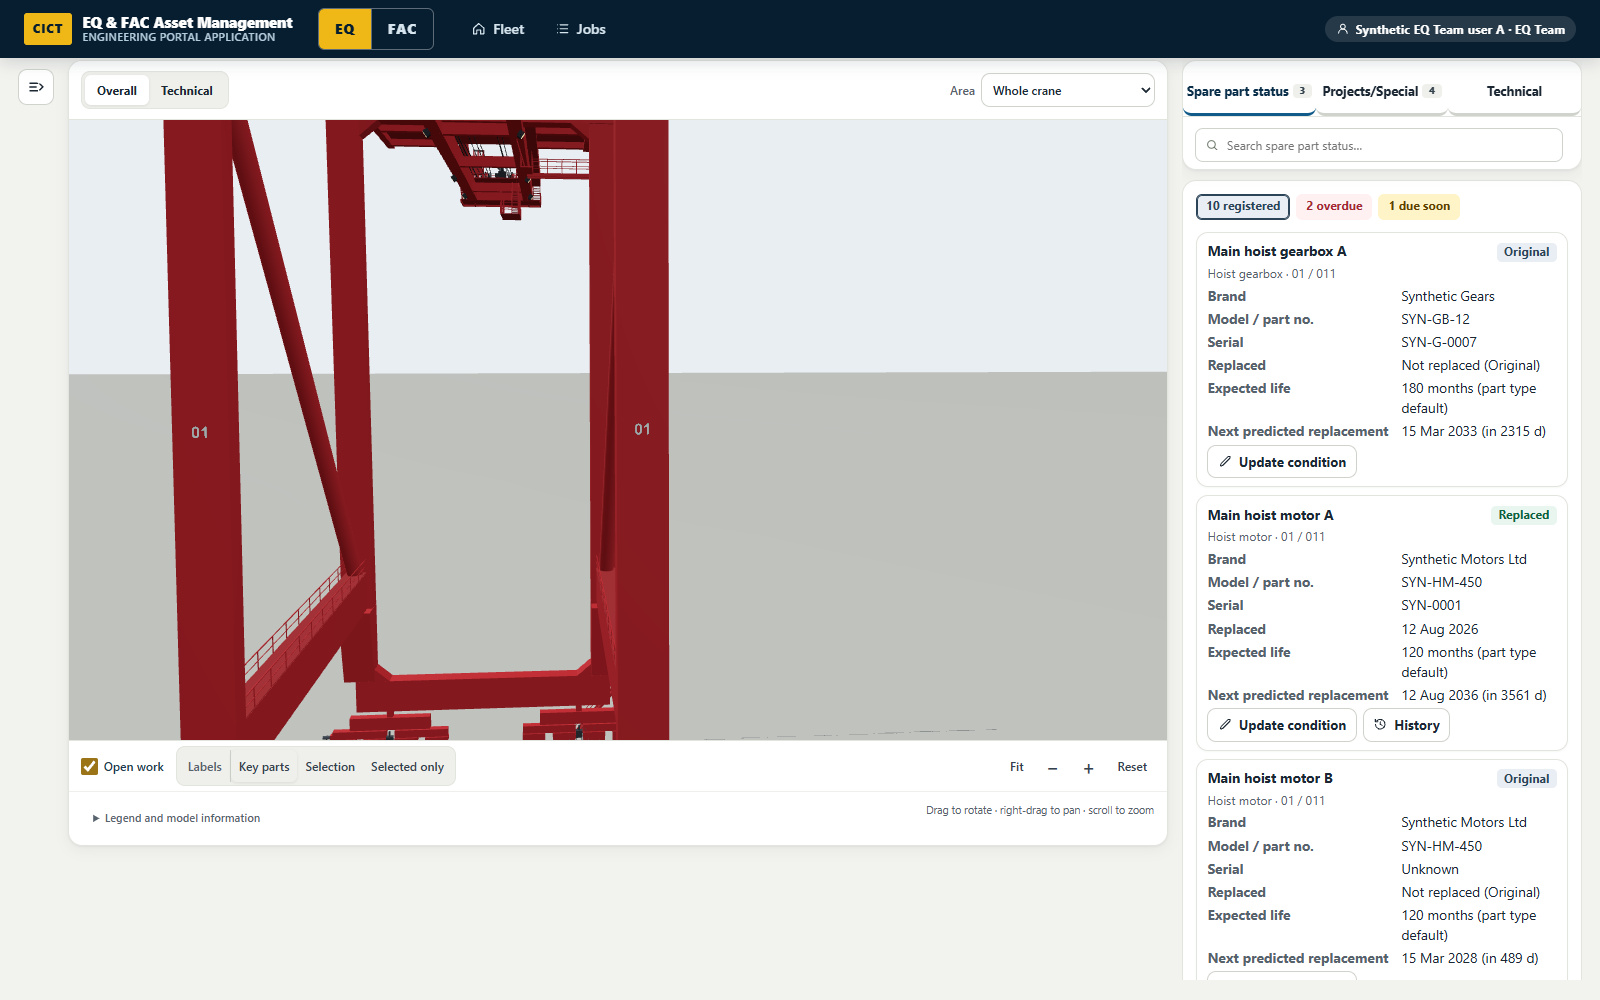 CICT
EQ & FAC Asset Management
ENGINEERING PORTAL APPLICATION
EQ
FAC
Fleet
Jobs
Synthetic EQ Team user A · EQ Team
Overall
Technical
Area
Whole crane
01
01
Open work
Labels
Key parts
Selection
Selected only
Fit
−
+
Reset
Legend and model information
Drag to rotate · right-drag to pan · scroll to zoom
Spare part status 3
Projects/Special 4
Technical
Search spare part status...
10 registered
2 overdue
1 due soon
Main hoist gearbox A
Original
Hoist gearbox · 01 / 011
Brand Synthetic Gears
Model / part no. SYN-GB-12
Serial SYN-G-0007
Replaced Not replaced (Original)
Expected life 180 months (part type
default)
Next predicted replacement 15 Mar 2033 (in 2315 d)
Update condition
Main hoist motor A
Replaced
Hoist motor · 01 / 011
Brand Synthetic Motors Ltd
Model / part no. SYN-HM-450
Serial SYN-0001
Replaced 12 Aug 2026
Expected life 120 months (part type
default)
Next predicted replacement 12 Aug 2036 (in 3561 d)
Update condition
History
Main hoist motor B
Original
Hoist motor · 01 / 011
Brand Synthetic Motors Ltd
Model / part no. SYN-HM-450
Serial Unknown
Replaced Not replaced (Original)
Expected life 120 months (part type
default)
Next predicted replacement 15 Mar 2028 (in 489 d)